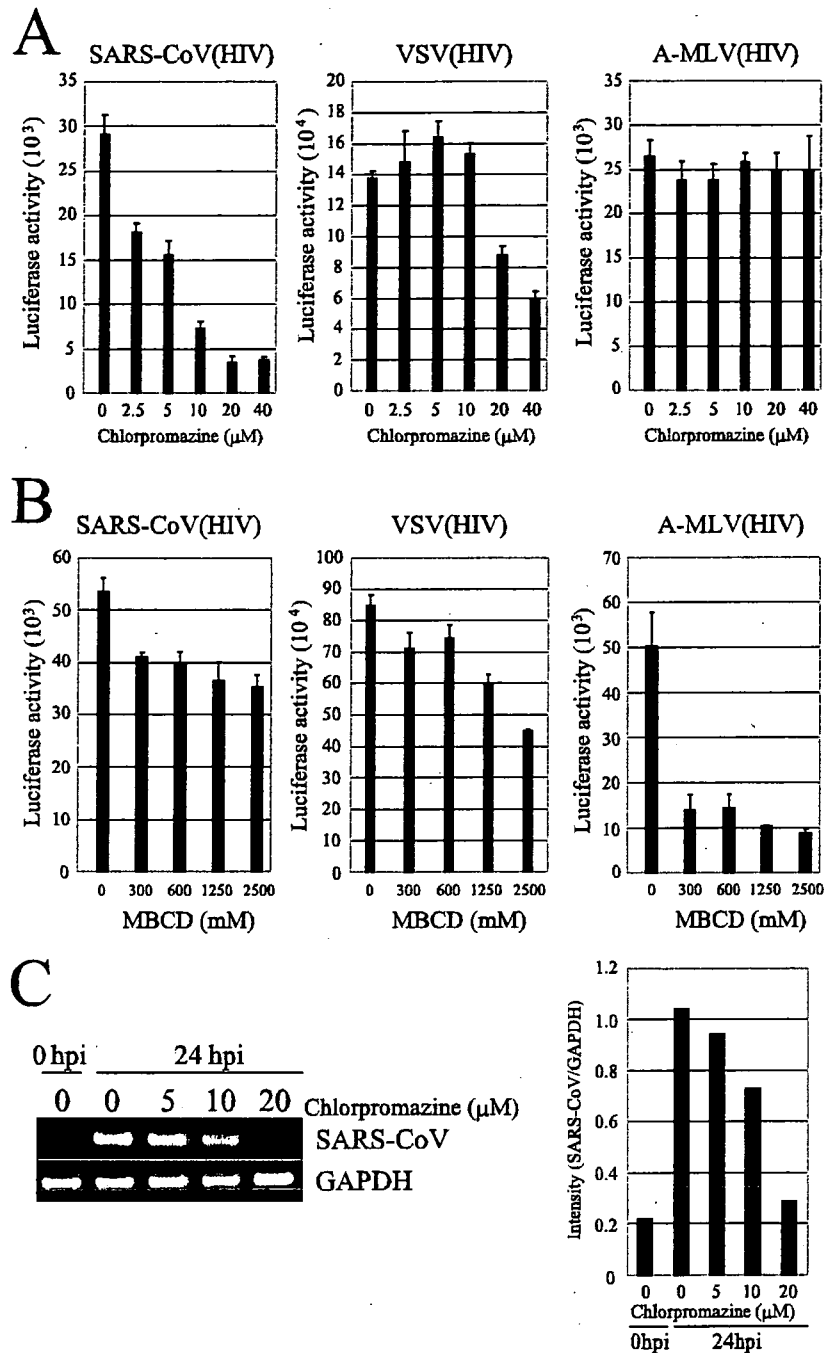 A
SARS-CoV(HIV)
VSV(HIV)
A-MLV(HIV)
Luciferase activity (10³)
35
30
25
20
15
10
5
0
0 2.5 5 10 20 40
Chlorpromazine (μM)
Luciferase activity (10⁴)
20
18
16
14
12
10
8
6
4
2
0
0 2.5 5 10 20 40
Chlorpromazine (μM)
Luciferase activity (10³)
35
30
25
20
15
10
5
0
0 2.5 5 10 20 40
Chlorpromazine (μM)
B
SARS-CoV(HIV)
VSV(HIV)
A-MLV(HIV)
Luciferase activity (10³)
60
50
40
30
20
10
0
0 300 600 1250 2500
MBCD (mM)
Luciferase activity (10⁴)
100
90
80
70
60
50
40
30
20
10
0
0 300 600 1250 2500
MBCD (mM)
Luciferase activity (10³)
70
60
50
40
30
20
10
0
0 300 600 1250 2500
MBCD (mM)
C
0 hpi 24 hpi
0 0 5 10 20 Chlorpromazine (μM)
SARS-CoV
GAPDH
Intensity (SARS-CoV/GAPDH)
1.2
1.0
0.8
0.6
0.4
0.2
0
0 0 5 10 20
Chlorpromazine (μM)
0hpi 24hpi